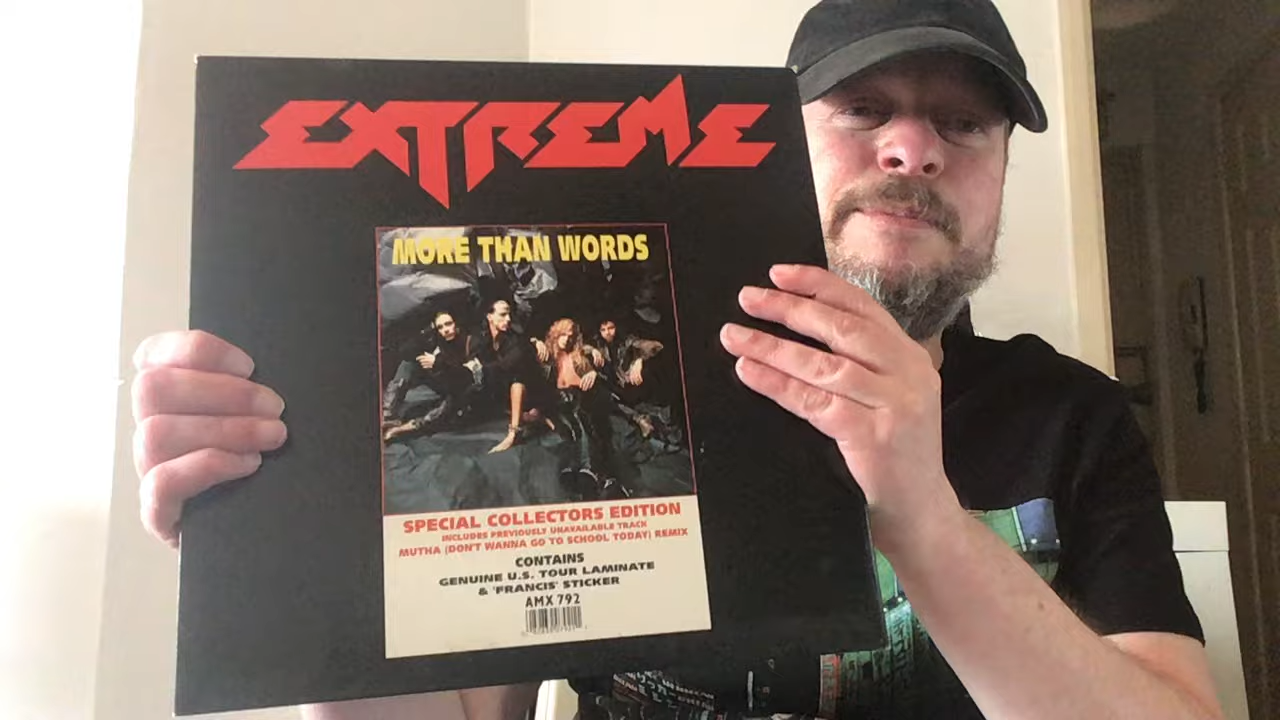 EXTREME
MORE THAN WORDS
SPECIAL COLLECTORS EDITION
INCLUDES PREVIOUSLY UNAVAILABLE TRACK
MUTHA (DON'T WANNA GO TO SCHOOL TODAY) REMIX
CONTAINS
GENUINE U.S. TOUR LAMINATE
& 'FRANCIS' STICKER
AMX 792